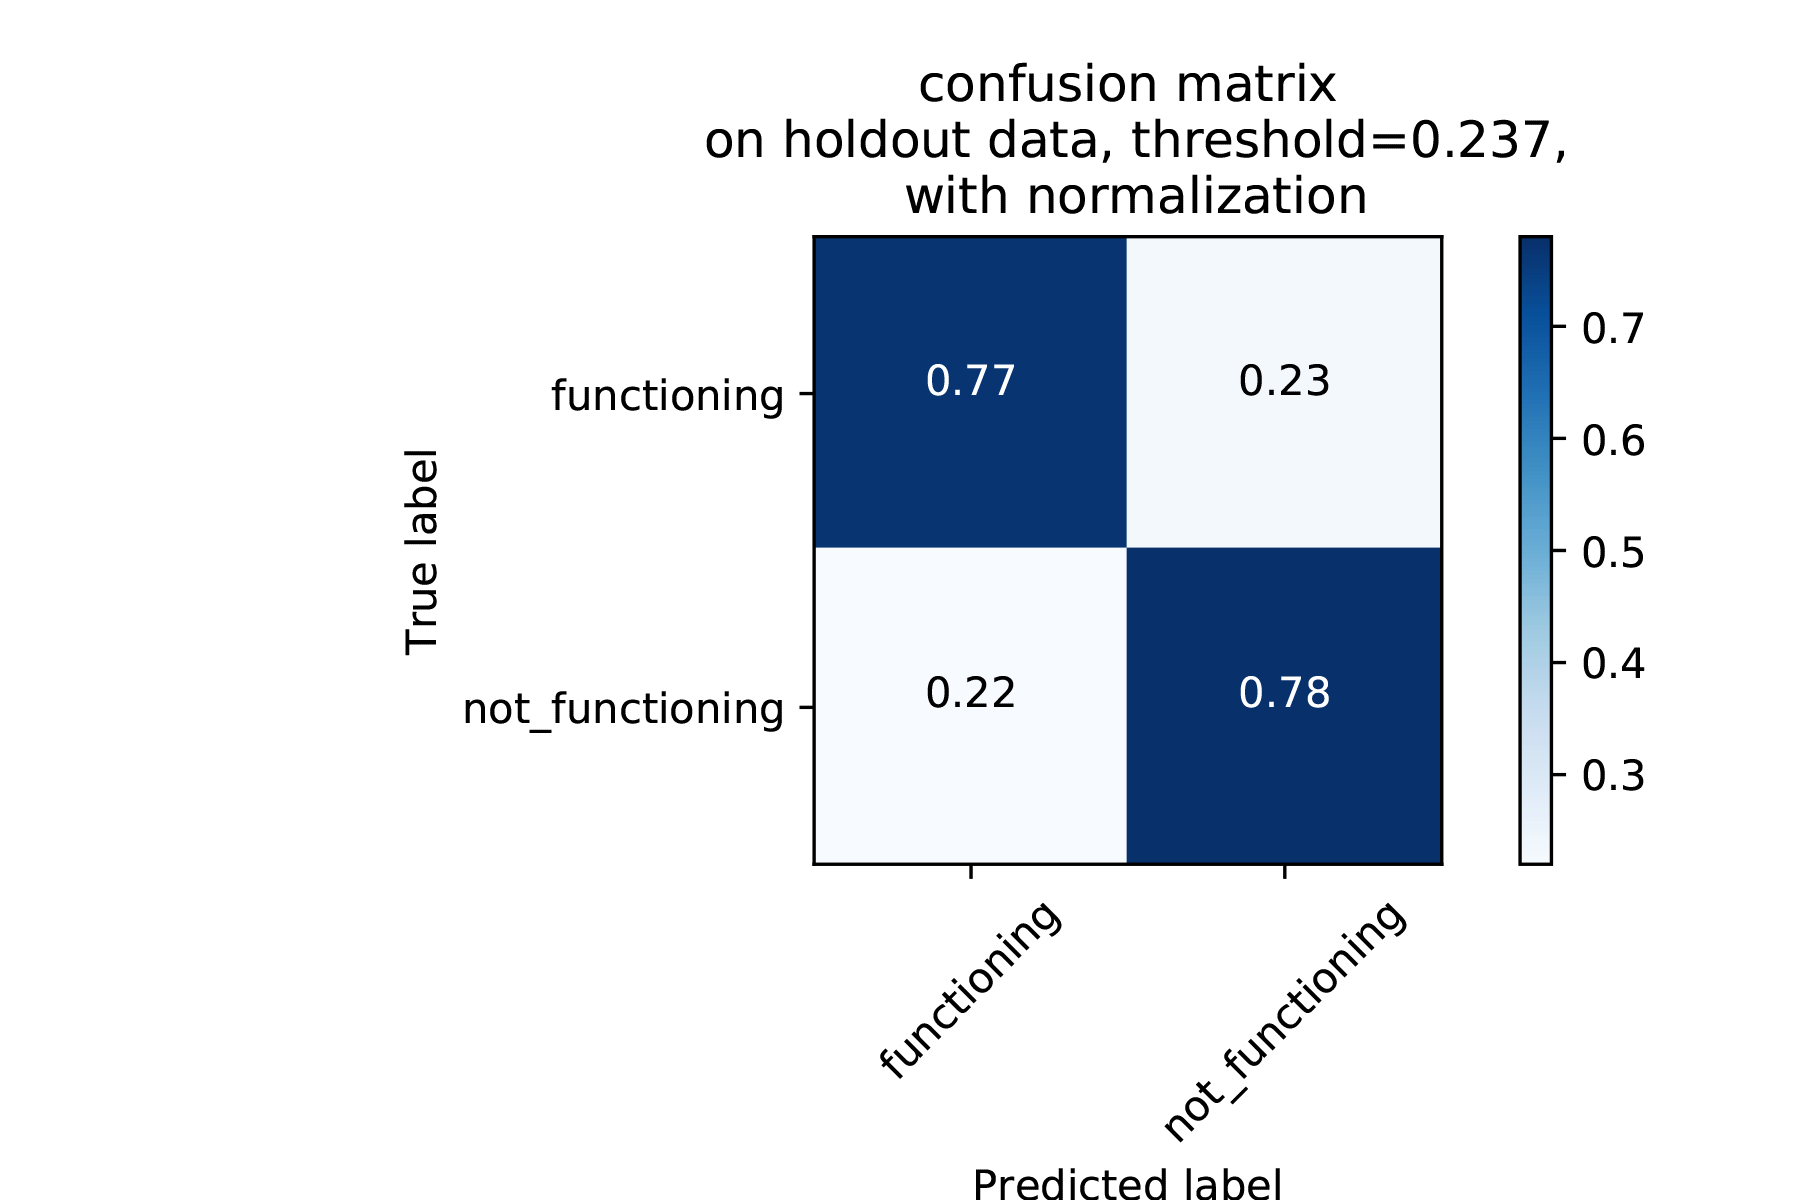 confusion matrix
on holdout data, threshold=0.237,
with normalization
True label
functioning
0.77
0.23
not_functioning
0.22
0.78
0.7
0.6
0.5
0.4
0.3
functioning
not_functioning
Predicted label